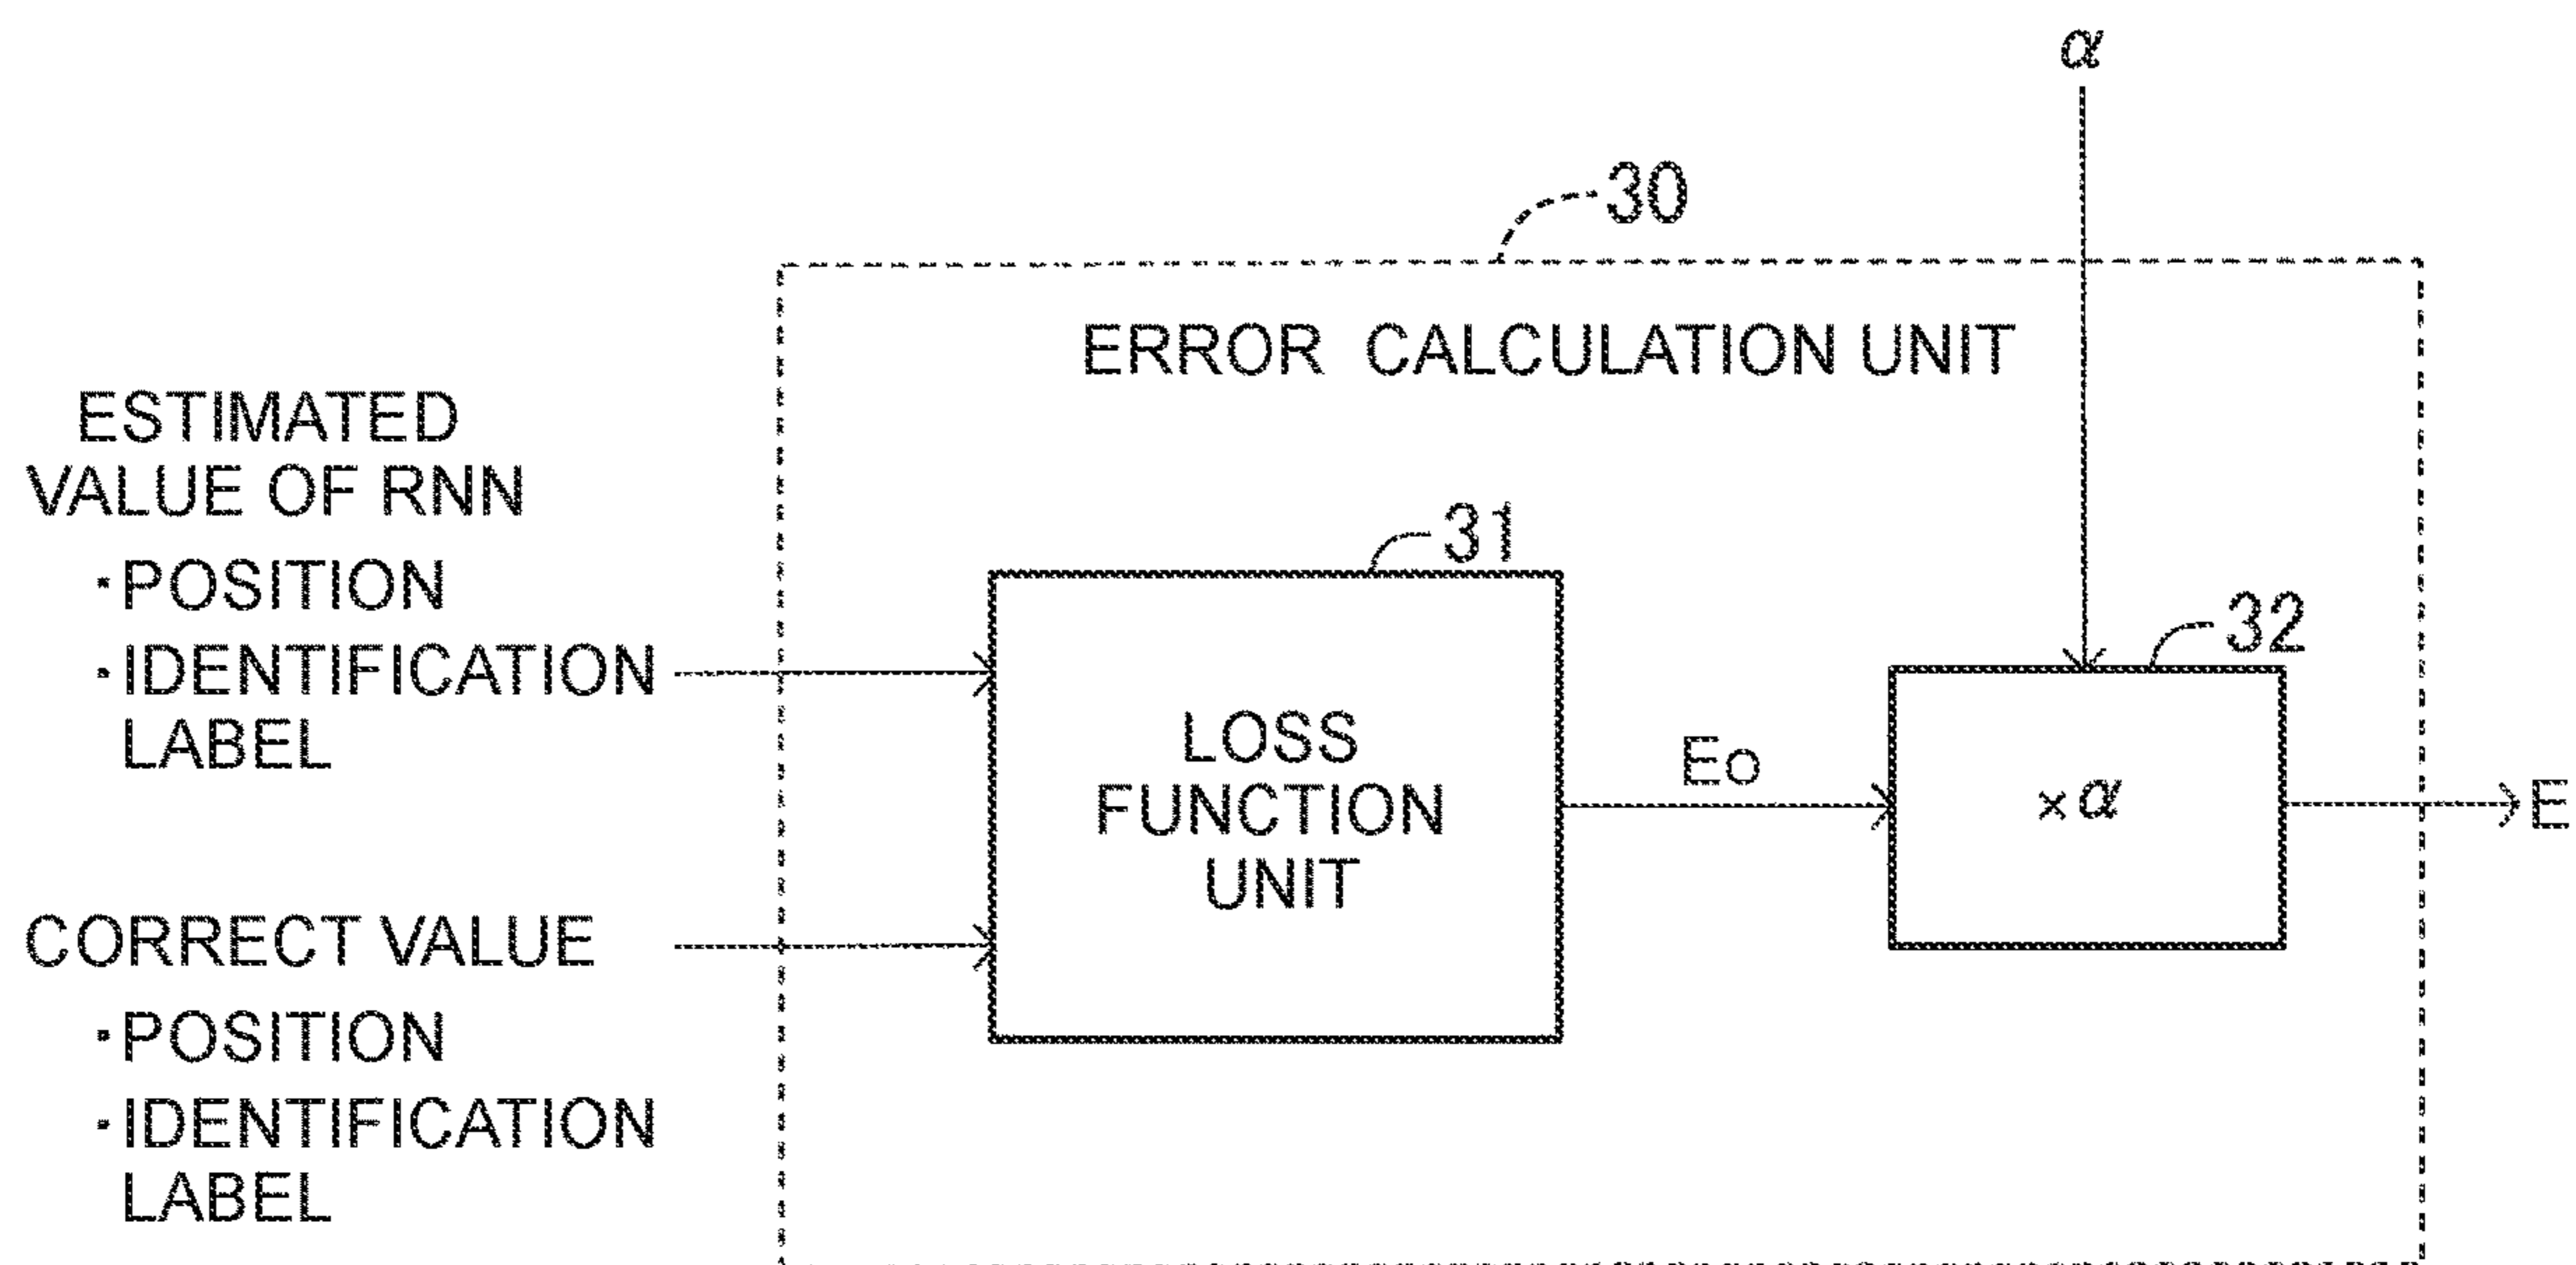 α
30
ERROR CALCULATION UNIT
ESTIMATED
VALUE OF RNN
・POSITION
・IDENTIFICATION
LABEL
31
LOSS
FUNCTION
UNIT
Eo
32
×α
E
CORRECT VALUE
・POSITION
・IDENTIFICATION
LABEL